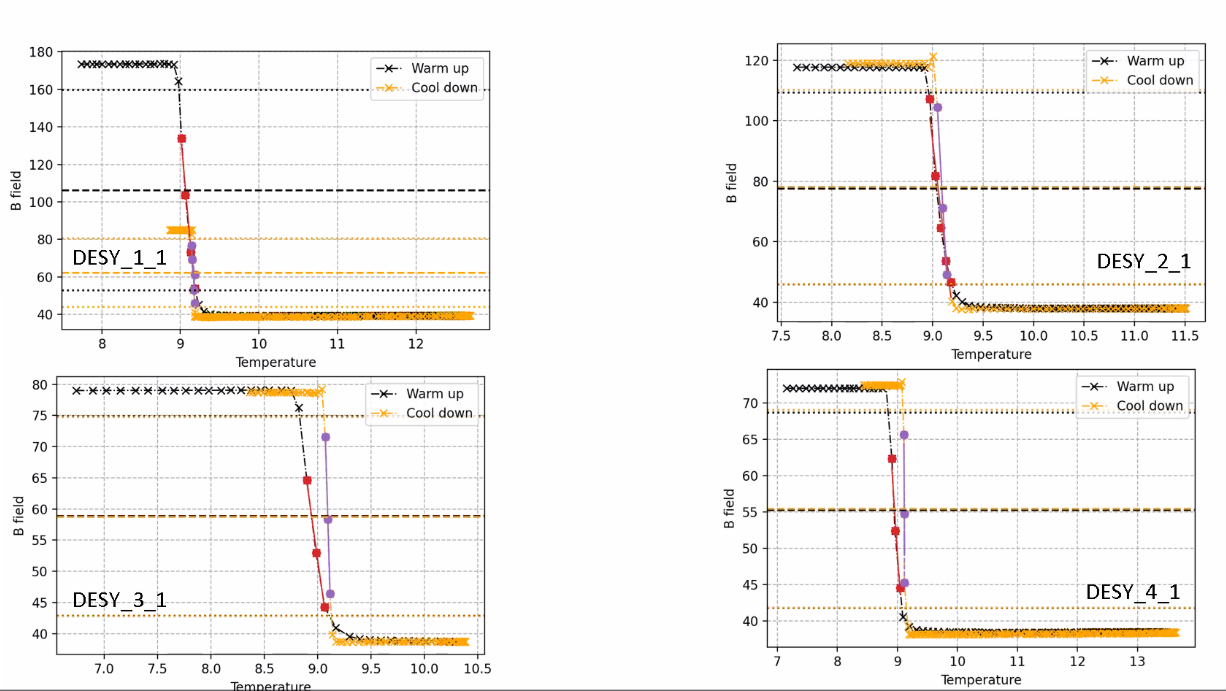 180
160
140
120
100
80
60
40
8 9 10 11 12
B field
Temperature
Warm up
Cool down
DESY_1_1
120
100
80
60
40
7.5 8.0 8.5 9.0 9.5 10.0 10.5 11.0 11.5
B field
Temperature
Warm up
Cool down
DESY_2_1
80
75
70
65
60
55
50
45
40
7.0 7.5 8.0 8.5 9.0 9.5 10.0 10.5
B field
Temperature
Warm up
Cool down
DESY_3_1
70
65
60
55
50
45
40
7 8 9 10 11 12 13
B field
Temperature
Warm up
Cool down
DESY_4_1